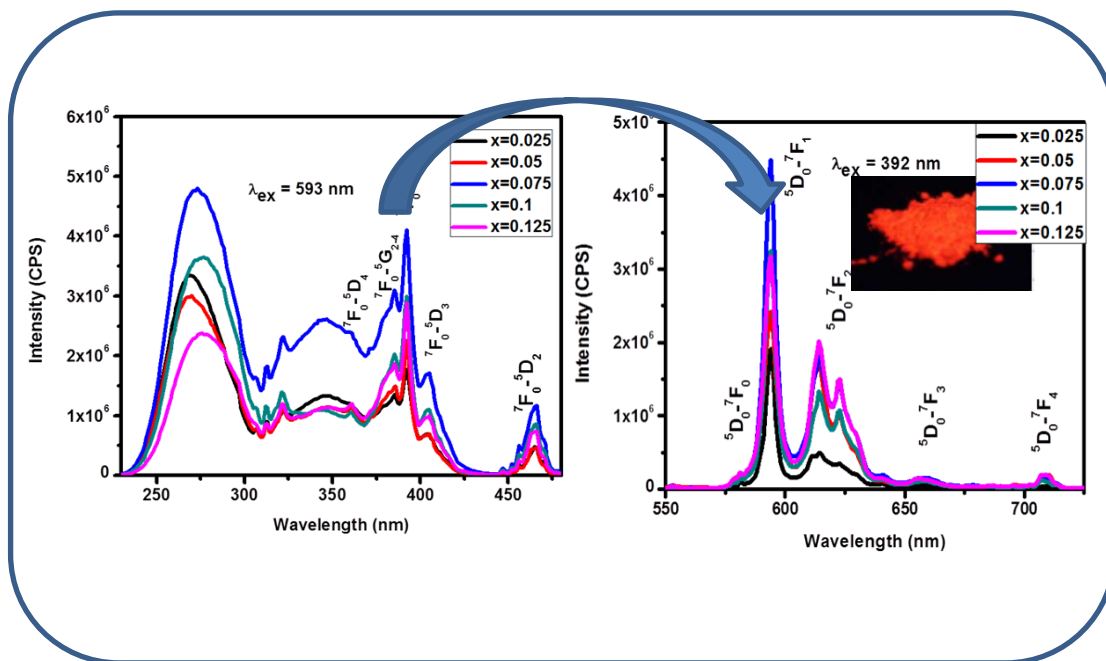 6x10⁶
5x10⁶
4x10⁶
3x10⁶
2x10⁶
1x10⁶
0
Intensity (CPS)
λex = 593 nm
x=0.025
x=0.05
x=0.075
x=0.1
x=0.125
⁷F₀-⁵D₄
⁷F₀-⁵G₂₋₄
⁷F₀-⁵D₃
⁷F₀-⁵D₂
250 300 350 400 450
Wavelength (nm)
5x10⁶
4x10⁶
3x10⁶
2x10⁶
1x10⁶
0
Intensity (CPS)
λex = 392 nm
x=0.025
x=0.05
x=0.075
x=0.1
x=0.125
⁵D₀-⁷F₀
⁵D₀-⁷F₁
⁵D₀-⁷F₂
⁵D₀-⁷F₃
⁵D₀-⁷F₄
550 600 650 700
Wavelength (nm)